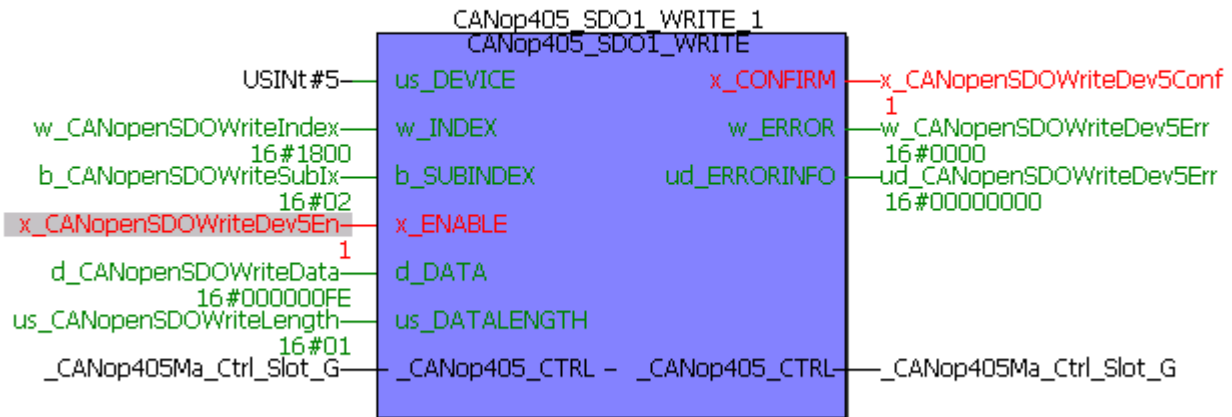 CANop405_SDO1_WRITE_1
CANop405_SDO1_WRITE
USINt#5 us_DEVICE x_CONFIRM x_CANopenSDOWriteDev5Conf
1
w_CANopenSDOWriteIndex w_INDEX w_ERROR w_CANopenSDOWriteDev5Err
16#1800 16#0000
b_CANopenSDOWriteSubIx b_SUBINDEX ud_ERRORINFO ud_CANopenSDOWriteDev5Err
16#02 16#00000000
x_CANopenSDOWriteDev5En x_ENABLE
1
d_CANopenSDOWriteData d_DATA
16#000000FE
us_CANopenSDOWriteLength us_DATALENGTH
16#01
_CANop405Ma_Ctrl_Slot_G _CANop405_CTRL – _CANop405_CTRL _CANop405Ma_Ctrl_Slot_G